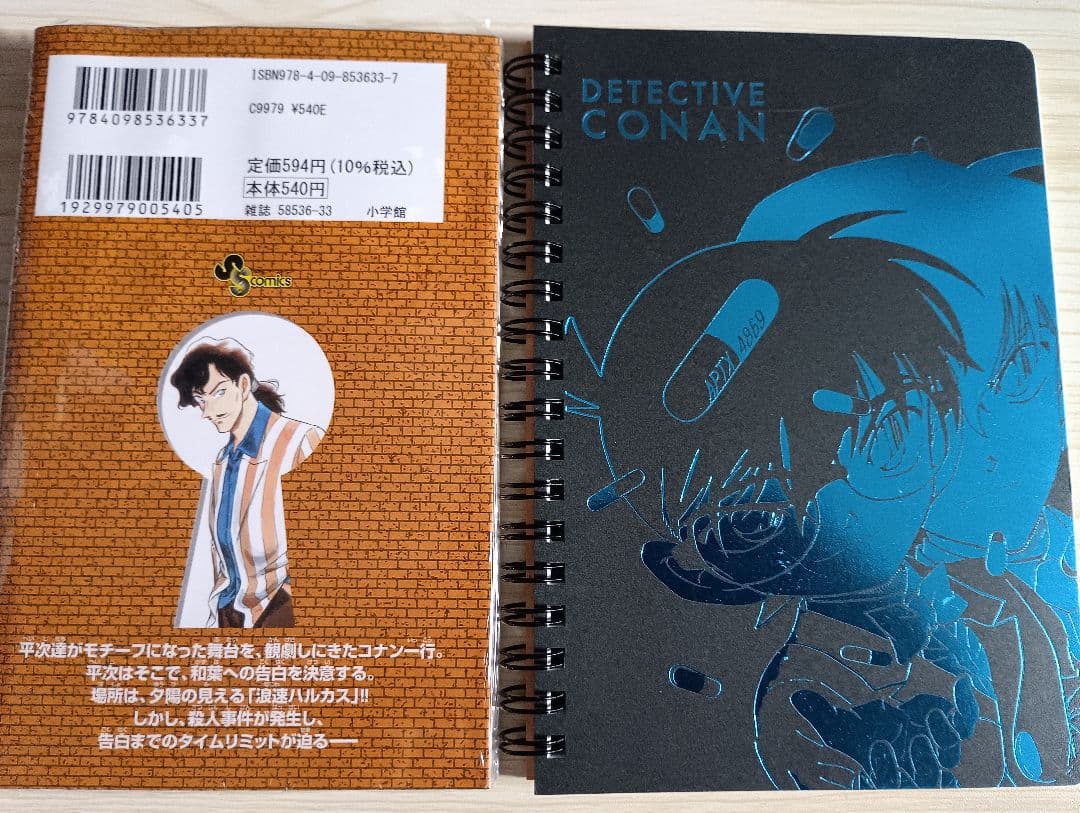 ISBN978-4-09-853633-7
9784098536337
C9979 ¥540E
定価594円(10%税込)
本体540円
1929979005405
雑誌 58536-33 小学館
SScomics
平次達がモチーフになった舞台を、観劇しにきたコナン一行。
平次はそこで、和葉への告白を決意する。
場所は、夕陽の見える「浪速ハルカス」!!
しかし、殺人事件が発生し、
告白までのタイムリミットが迫る——
DETECTIVE
CONAN
APTX 4869